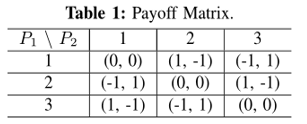 Table 1: Payoff Matrix.
P₁ \ P₂ 1 2 3
1 (0, 0) (1, -1) (-1, 1)
2 (-1, 1) (0, 0) (1, -1)
3 (1, -1) (-1, 1) (0, 0)